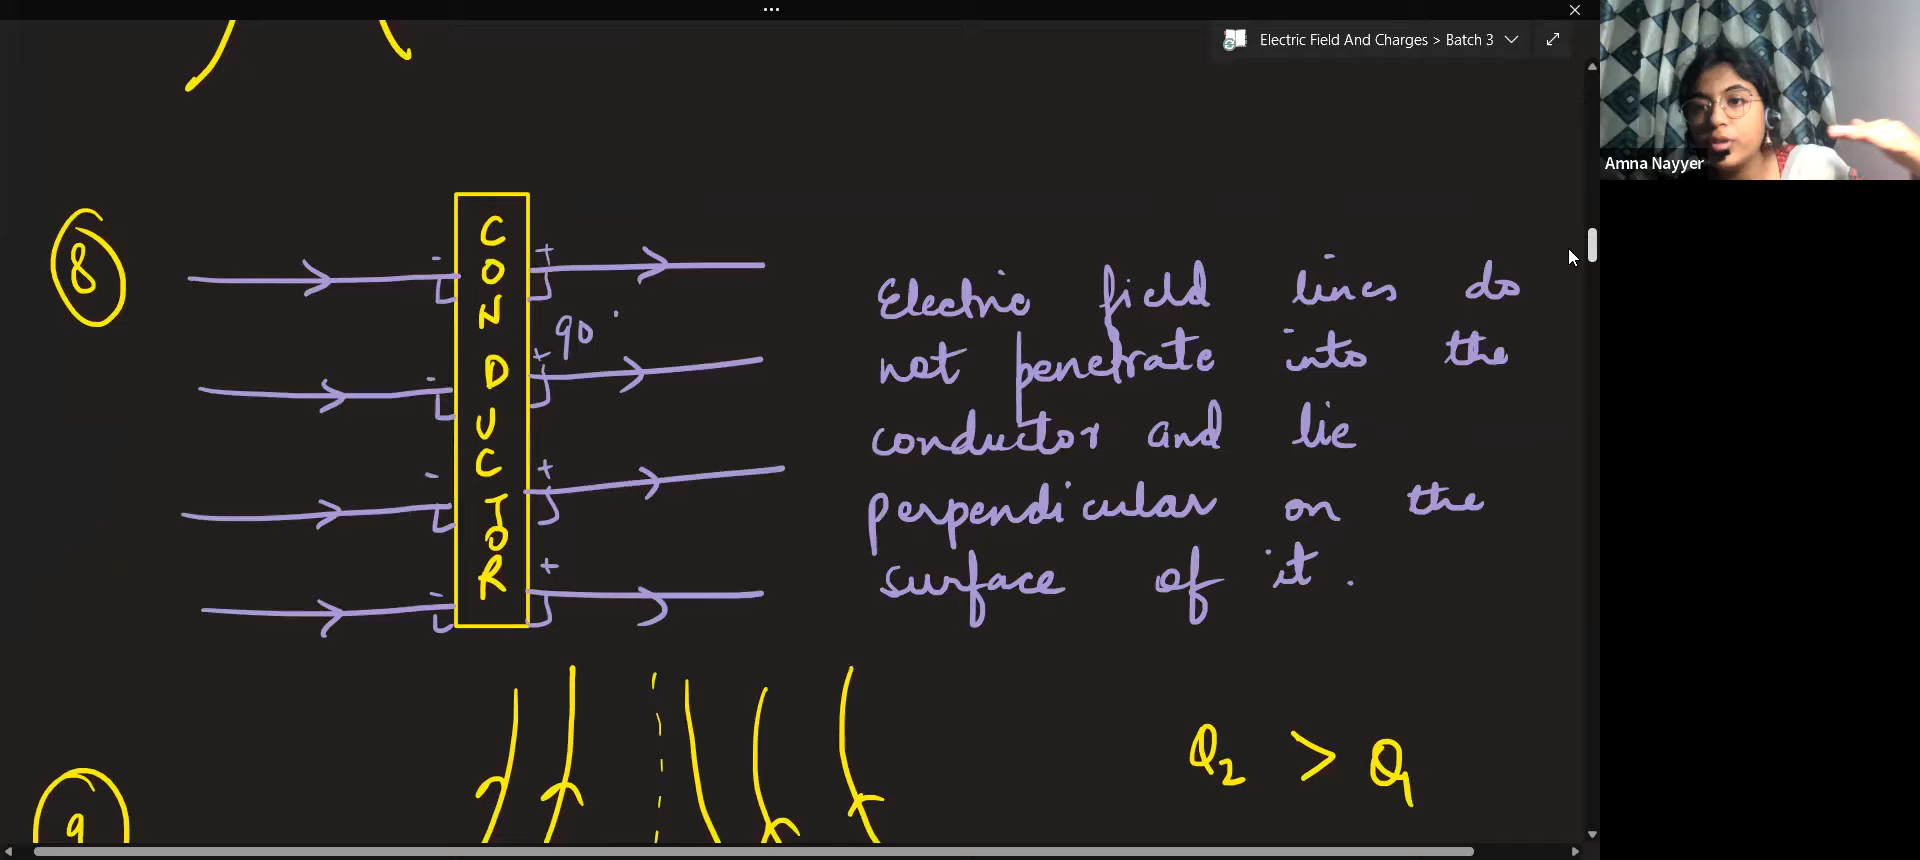 Electric Field And Charges > Batch 3
Amna Nayyer
8
CONDUCTOR
- +
90°
- +
- +
- +
Electric field lines do
not penetrate into the
conductor and lie
perpendicular on the
surface of it.
Q2 > Q1
9